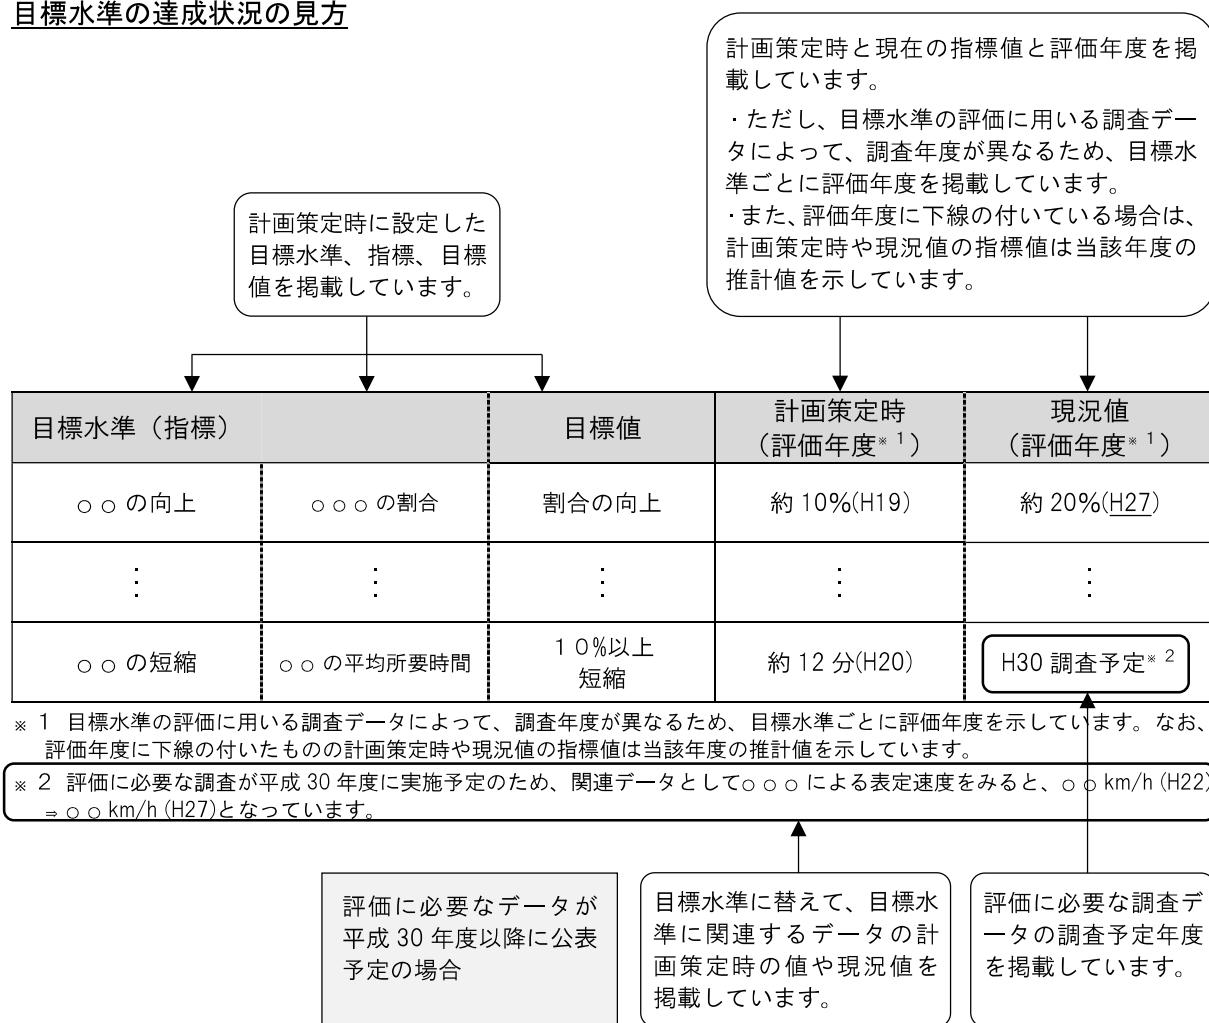 目標水準の達成状況の見方
計画策定時と現在の指標値と評価年度を掲
載しています。
・ただし、目標水準の評価に用いる調査デー
タによって、調査年度が異なるため、目標水
準ごとに評価年度を掲載しています。
・また、評価年度に下線の付いている場合は、
計画策定時や現況値の指標値は当該年度の
推計値を示しています。
計画策定時に設定した
目標水準、指標、目標
値を掲載しています。
目標水準（指標）
目標値
計画策定時
（評価年度※１）
現況値
（評価年度※１）
○○の向上
○○○の割合
割合の向上
約 10%(H19)
約 20%(H27)
⋮
⋮
⋮
⋮
⋮
○○の短縮
○○の平均所要時間
１０%以上
短縮
約 12 分(H20)
H30 調査予定※２
※１ 目標水準の評価に用いる調査データによって、調査年度が異なるため、目標水準ごとに評価年度を示しています。なお、
評価年度に下線の付いたものの計画策定時や現況値の指標値は当該年度の推計値を示しています。
※２ 評価に必要な調査が平成 30 年度に実施予定のため、関連データとして○○○による表定速度をみると、○○km/h (H22)
⇒○○km/h (H27)となっています。
評価に必要なデータが
平成 30 年度以降に公表
予定の場合
目標水準に替えて、目標水
準に関連するデータの計
画策定時の値や現況値を
掲載しています。
評価に必要な調査デ
ータの調査予定年度
を掲載しています。